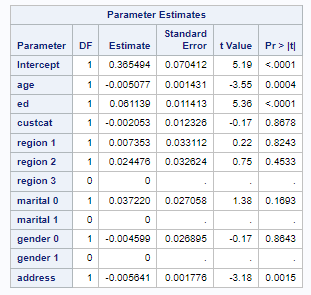 Parameter Estimates
Parameter DF Estimate Standard Error t Value Pr > |t|
Intercept 1 0.365494 0.070412 5.19 <.0001
age 1 -0.005077 0.001431 -3.55 0.0004
ed 1 0.061139 0.011413 5.36 <.0001
custcat 1 -0.002053 0.012326 -0.17 0.8678
region 1 1 0.007353 0.033112 0.22 0.8243
region 2 1 0.024476 0.032624 0.75 0.4533
region 3 0 0 . . .
marital 0 1 0.037220 0.027058 1.38 0.1693
marital 1 0 0 . . .
gender 0 1 -0.004599 0.026895 -0.17 0.8643
gender 1 0 0 . . .
address 1 -0.005641 0.001776 -3.18 0.0015